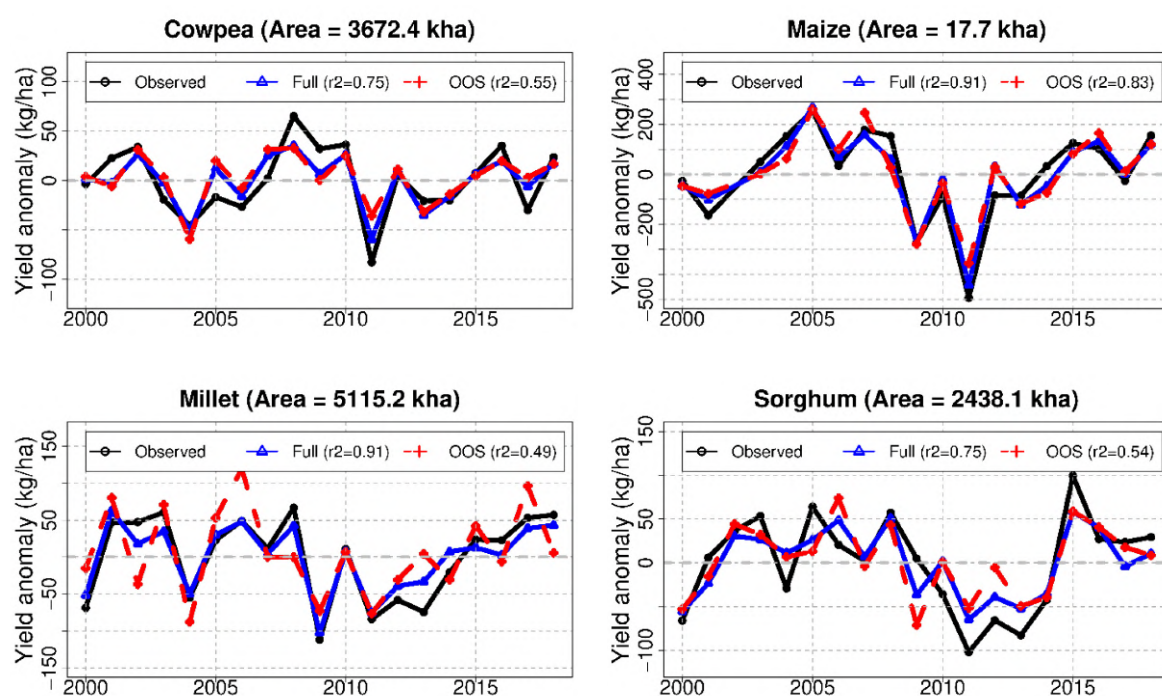 Cowpea (Area = 3672.4 kha)
Observed Full (r2=0.75) OOS (r2=0.55)
Yield anomaly (kg/ha)
100
50
0
−100
2000 2005 2010 2015
Maize (Area = 17.7 kha)
Observed Full (r2=0.91) OOS (r2=0.83)
Yield anomaly (kg/ha)
400
200
0
−200
−500
2000 2005 2010 2015
Millet (Area = 5115.2 kha)
Observed Full (r2=0.91) OOS (r2=0.49)
Yield anomaly (kg/ha)
150
50
0
−50
−150
2000 2005 2010 2015
Sorghum (Area = 2438.1 kha)
Observed Full (r2=0.75) OOS (r2=0.54)
Yield anomaly (kg/ha)
150
50
0
−100
2000 2005 2010 2015